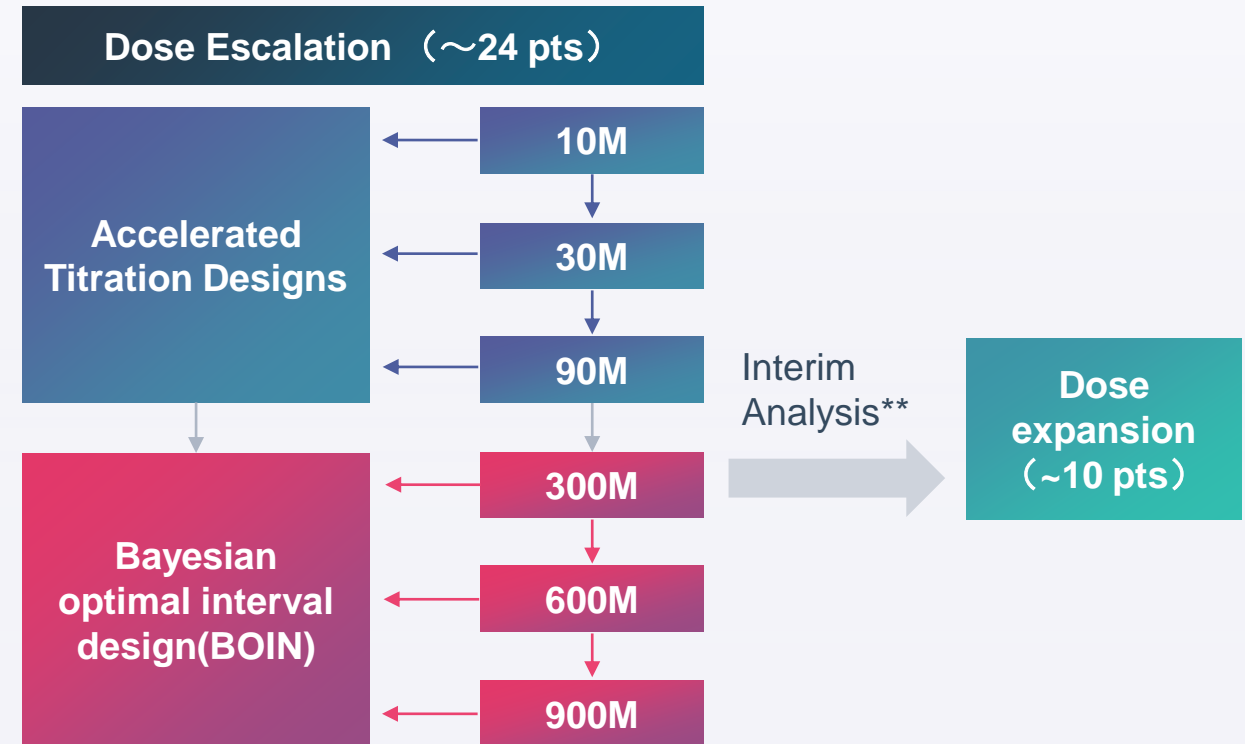 Dose Escalation （～24 pts）
Accelerated
Titration Designs
10M
30M
90M
Interim
Analysis**
Dose
expansion
（~10 pts）
Bayesian
optimal interval
design(BOIN)
300M
600M
900M